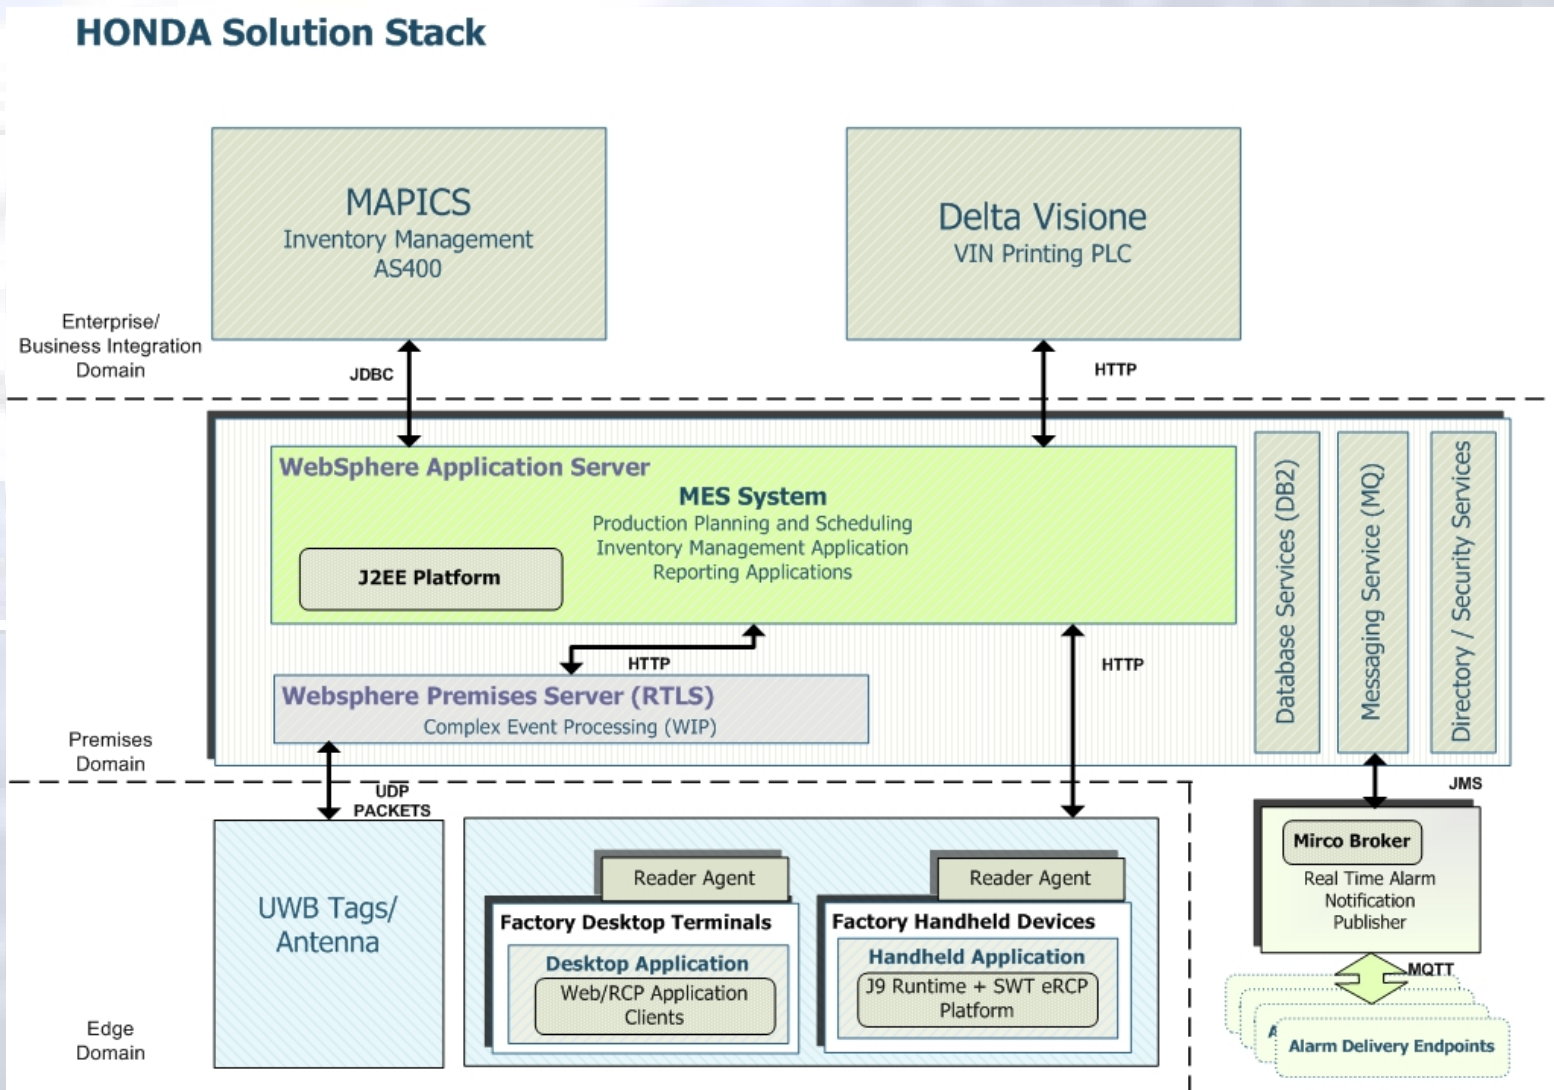 HONDA Solution Stack
MAPICS
Inventory Management
AS400
Delta Visione
VIN Printing PLC
Enterprise/
Business Integration
Domain
JDBC
HTTP
WebSphere Application Server
MES System
Production Planning and Scheduling
Inventory Management Application
Reporting Applications
J2EE Platform
Database Services (DB2)
Messaging Service (MQ)
Directory / Security Services
HTTP
HTTP
Websphere Premises Server (RTLS)
Complex Event Processing (WIP)
Premises
Domain
UDP
PACKETS
JMS
UWB Tags/
Antenna
Reader Agent
Factory Desktop Terminals
Desktop Application
Web/RCP Application
Clients
Reader Agent
Factory Handheld Devices
Handheld Application
J9 Runtime + SWT eRCP
Platform
Mirco Broker
Real Time Alarm
Notification
Publisher
MQTT
A
Alarm Delivery Endpoints
Edge
Domain